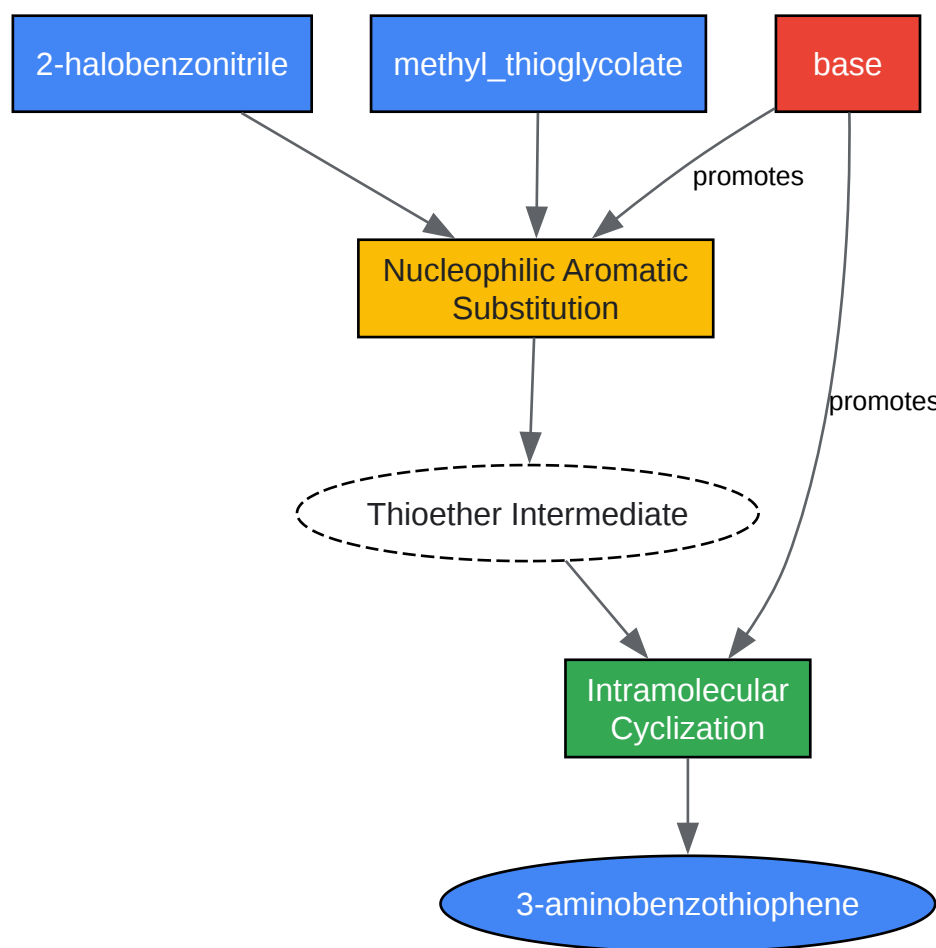 2-halobenzonitrile
methyl_thioglycolate
base
promotes
Nucleophilic Aromatic
Substitution
promotes
Thioether Intermediate
Intramolecular
Cyclization
3-aminobenzothiophene